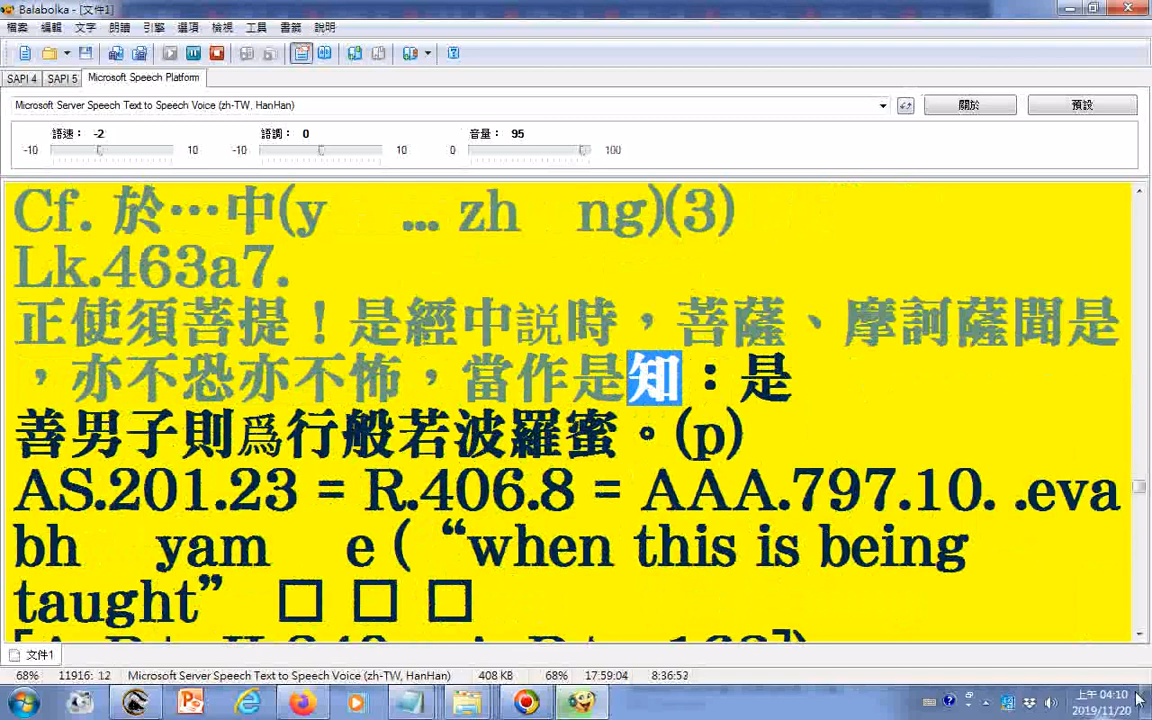 Balabolka - [文件1]
檔案 編輯 文字 朗讀 引擎 選項 檢視 工具 書籤 說明
SAPI 4 SAPI 5 Microsoft Speech Platform
Microsoft Server Speech Text to Speech Voice (zh-TW, HanHan) 關於 預設
語速： -2 語調： 0 音量： 95
-10 10 -10 10 0 100
Cf. 於…中(y ... zh ng)(3)
Lk.463a7.
正使須菩提！是經中説時，菩薩、摩訶薩聞是
，亦不恐亦不怖，當作是知：是
善男子則爲行般若波羅蜜。(p)
AS.201.23 = R.406.8 = AAA.797.10. .eva
bh yam e ( “when this is being
taught” □ □ □
文件1
68% 11916: 12 Microsoft Server Speech Text to Speech Voice (zh-TW, HanHan) 408 KB 68% 17:59:04 8:36:53
上午 04:10
2019/11/20